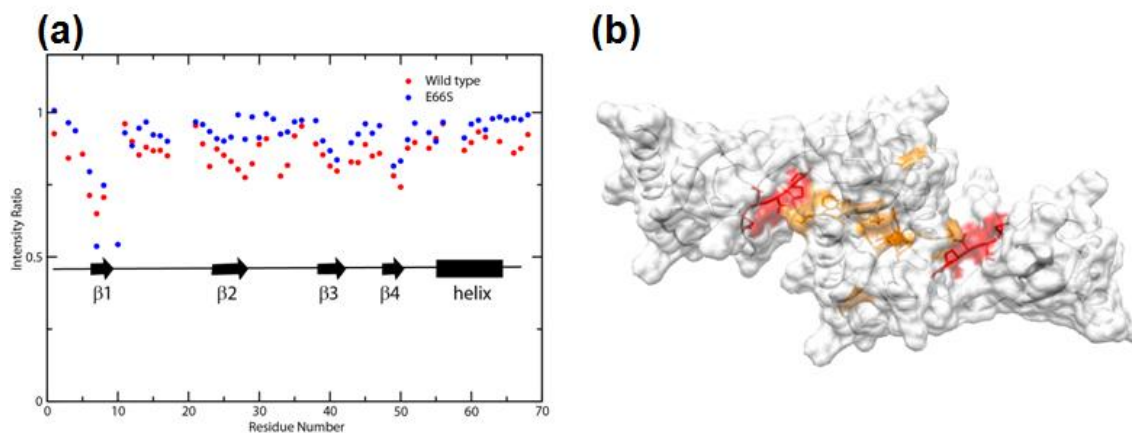 (a)
(b)
Wild type
E66S
1
0.5
0
Intensity Ratio
β1
β2
β3
β4
helix
0
10
20
30
40
50
60
70
Residue Number